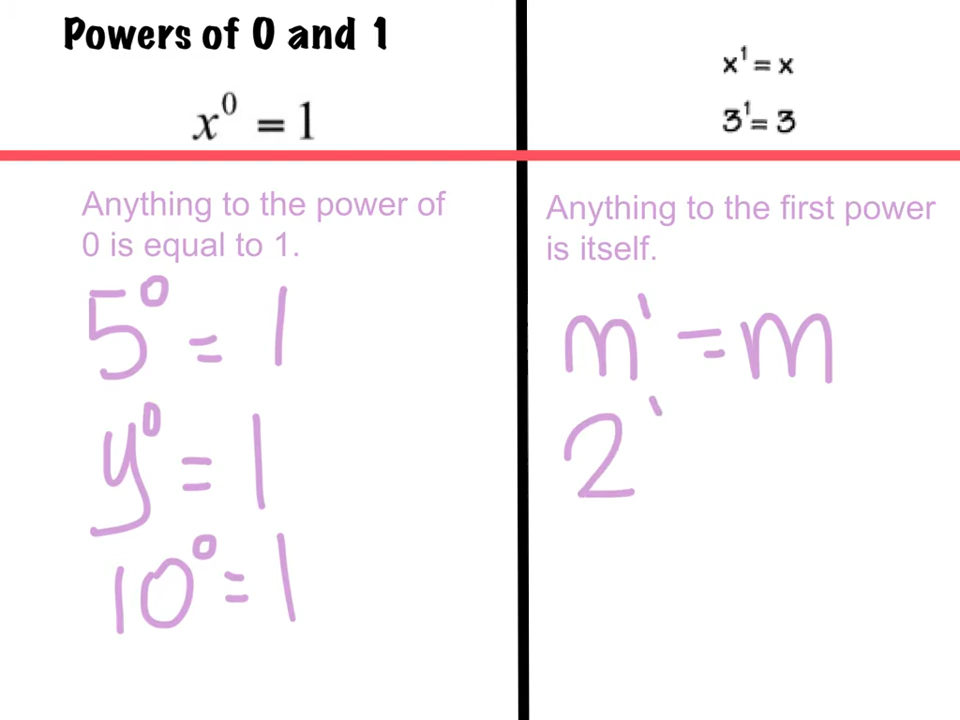 Powers of 0 and 1
x⁰ = 1
Anything to the power of
0 is equal to 1.
5⁰ = 1
y⁰ = 1
10⁰ = 1
x¹ = x
3¹ = 3
Anything to the first power
is itself.
m¹ = m
2¹